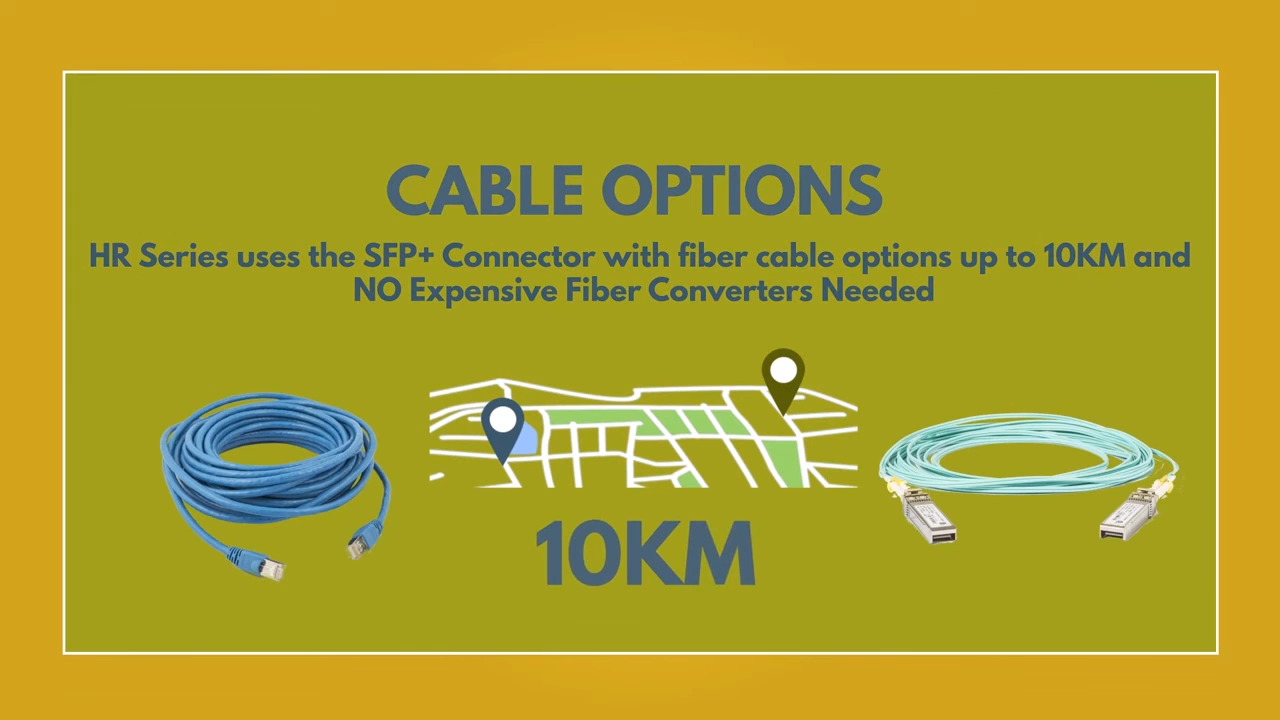 CABLE OPTIONS
HR Series uses the SFP+ Connector with fiber cable options up to 10KM and
NO Expensive Fiber Converters Needed
10KM